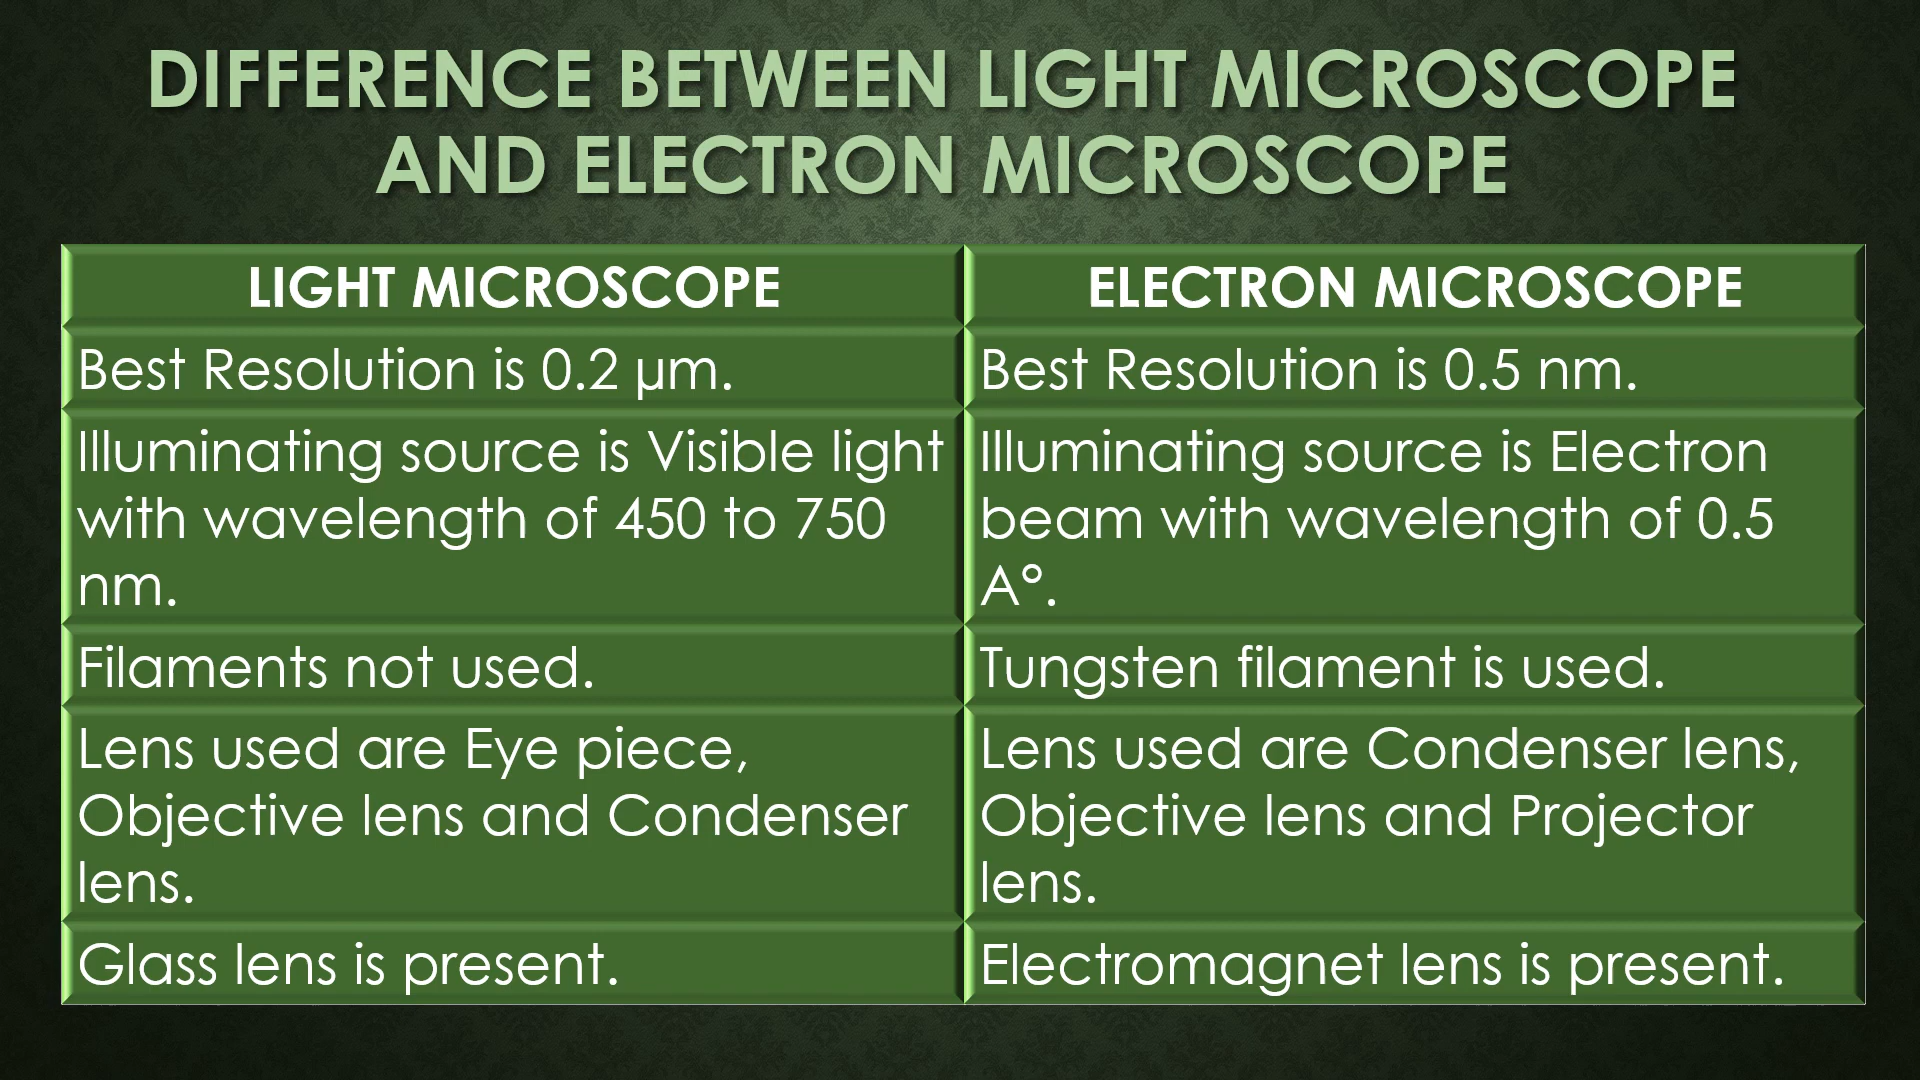 DIFFERENCE BETWEEN LIGHT MICROSCOPE
AND ELECTRON MICROSCOPE
LIGHT MICROSCOPE
ELECTRON MICROSCOPE
Best Resolution is 0.2 µm.
Best Resolution is 0.5 nm.
Illuminating source is Visible light
with wavelength of 450 to 750
nm.
Illuminating source is Electron
beam with wavelength of 0.5
A°.
Filaments not used.
Tungsten filament is used.
Lens used are Eye piece,
Objective lens and Condenser
lens.
Lens used are Condenser lens,
Objective lens and Projector
lens.
Glass lens is present.
Electromagnet lens is present.